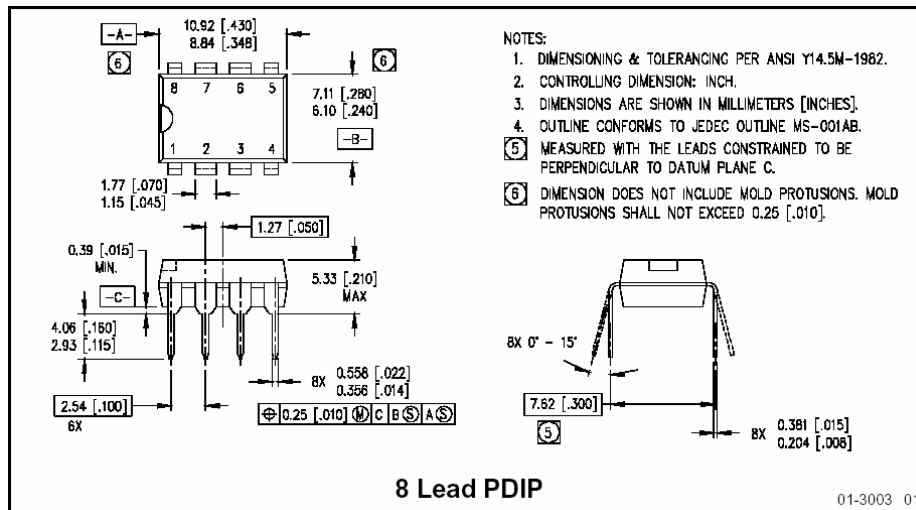 10.92 [.430]
8.84 [.348]
-A-
6
6
8 7 6 5
7.11 [.280]
6.10 [.240]
-B-
1 2 3 4
1.77 [.070]
1.15 [.045]
1.27 [.050]
0.39 [.015]
MIN.
-C-
5.33 [.210]
MAX
4.06 [.160]
2.93 [.115]
8X 0.558 [.022]
0.356 [.014]
2.54 [.100]
6X
⌖ 0.25 [.010] Ⓜ C B Ⓢ A Ⓢ
NOTES:
1. DIMENSIONING & TOLERANCING PER ANSI Y14.5M-1982.
2. CONTROLLING DIMENSION: INCH.
3. DIMENSIONS ARE SHOWN IN MILLIMETERS [INCHES].
4. OUTLINE CONFORMS TO JEDEC OUTLINE MS-001AB.
5 MEASURED WITH THE LEADS CONSTRAINED TO BE
PERPENDICULAR TO DATUM PLANE C.
6 DIMENSION DOES NOT INCLUDE MOLD PROTUSIONS. MOLD
PROTUSIONS SHALL NOT EXCEED 0.25 [.010].
8X 0° - 15°
7.62 [.300]
5
8X 0.381 [.015]
0.204 [.008]
8 Lead PDIP
01-3003 01